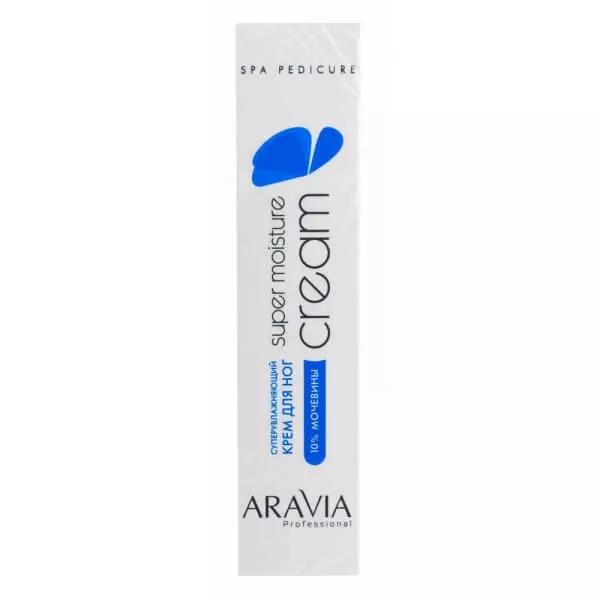 SPA PEDICURE
super moisture
cream
СУПЕРУВЛАЖНЯЮЩИЙ
КРЕМ ДЛЯ НОГ
10% МОЧЕВИНЫ
ARAVIA
Professional